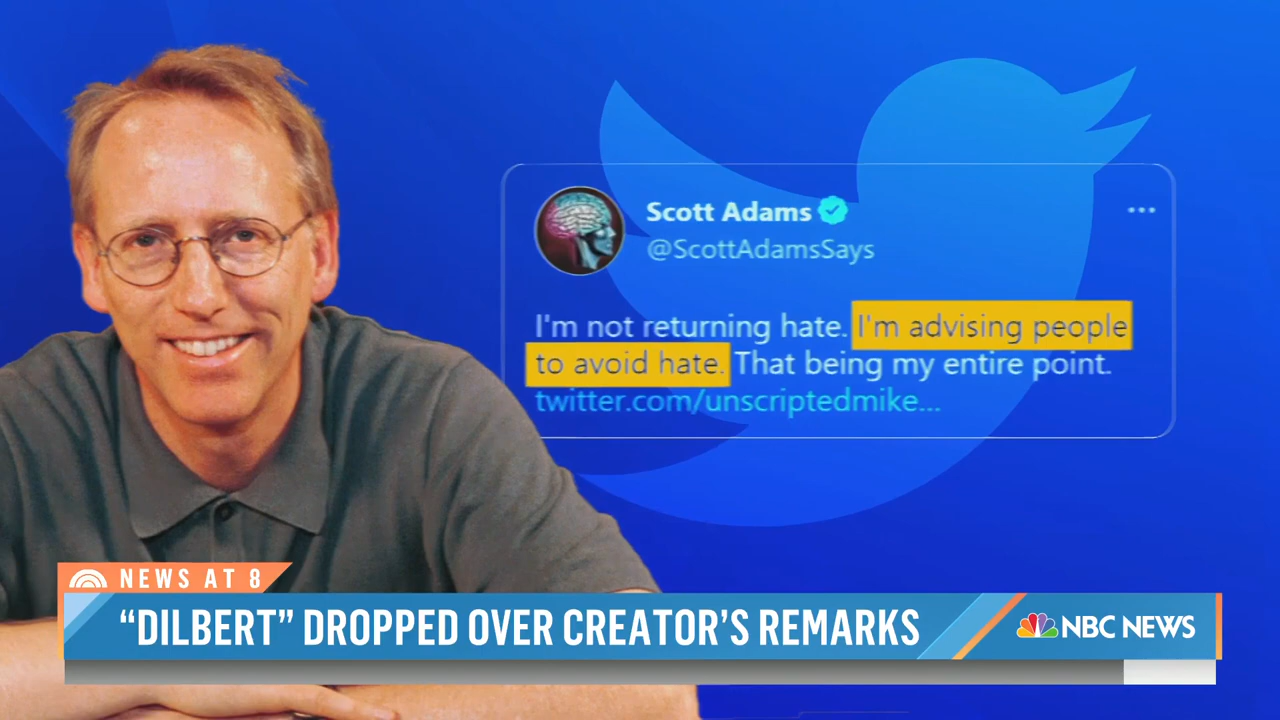 Scott Adams
@ScottAdamsSays
I'm not returning hate. I'm advising people
to avoid hate. That being my entire point.
twitter.com/unscriptedmike...
NEWS AT 8
“DILBERT” DROPPED OVER CREATOR’S REMARKS
NBC NEWS